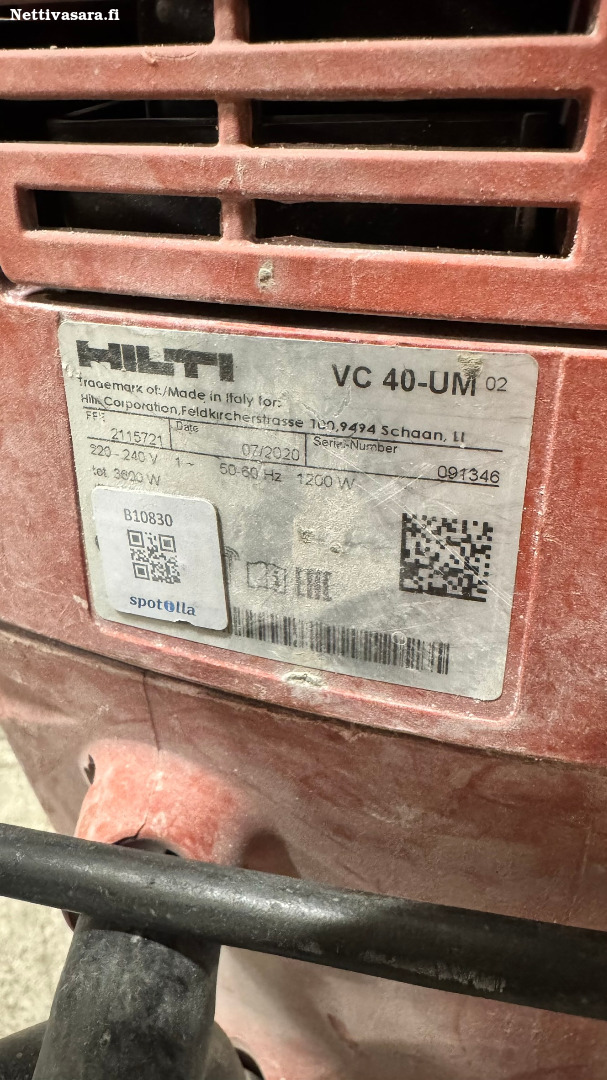 Nettivasara.fi
HILTI
VC 40-UM 02
Trademark of:/Made in Italy for:
Hilti Corporation,Feldkircherstrasse 100,9494 Schaan, LI
Date
Serial-Number
2115721 07/2020 091346
220 - 240 V 1 ~ 50-60 Hz 1200 W
tot 3600 W
B10830
spotilla
EAC